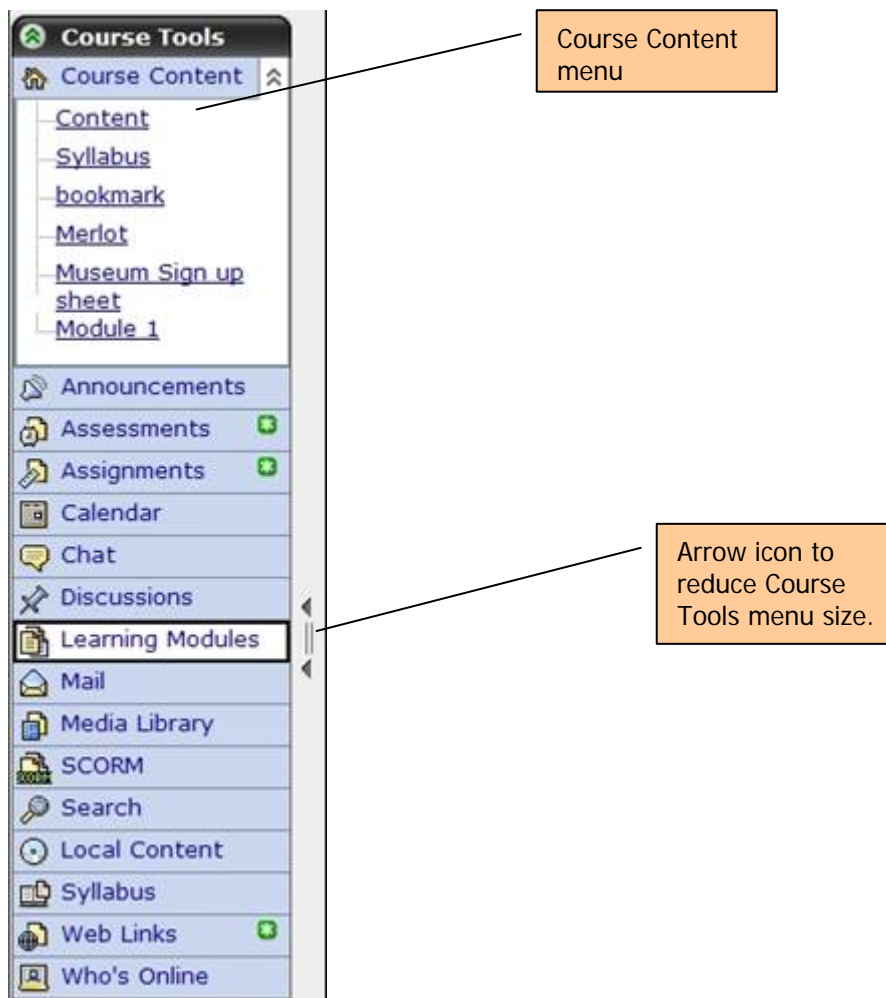 Course Tools
Course Content
Content
Syllabus
bookmark
Merlot
Museum Sign up
sheet
Module 1
Announcements
Assessments
Assignments
Calendar
Chat
Discussions
Learning Modules
Mail
Media Library
SCORM
Search
Local Content
Syllabus
Web Links
Who's Online
Course Content
menu
Arrow icon to
reduce Course
Tools menu size.